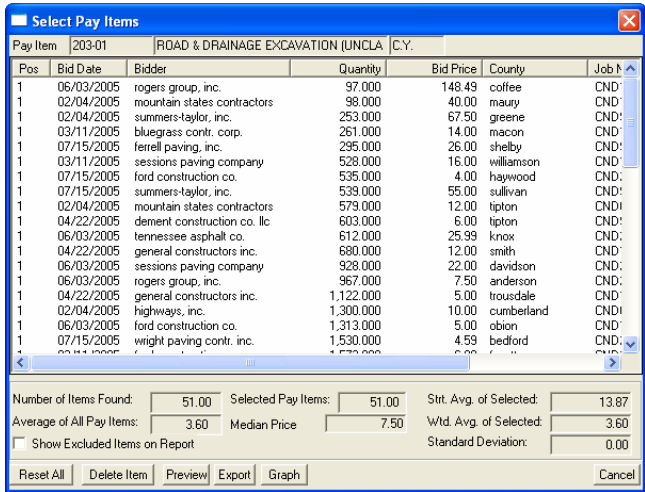 Select Pay Items
Pay Item 203-01 ROAD & DRAINAGE EXCAVATION (UNCLA C.Y.
Pos Bid Date Bidder Quantity Bid Price County Job
1 06/03/2005 rogers group, inc. 97.000 148.49 coffee
1 02/04/2005 mountain states contractors 98.000 40.00 maury
1 02/04/2005 summers-taylor, inc. 253.000 67.50 greene
1 03/11/2005 bluegrass contr. corp. 261.000 14.00 macon
1 07/15/2005 ferrell paving, inc. 295.000 26.00 shelby
1 03/11/2005 sessions paving company 528.000 16.00 williamson
1 07/15/2005 ford construction co. 535.000 4.00 haywood
1 07/15/2005 summers-taylor, inc. 539.000 55.00 sullivan
1 02/04/2005 mountain states contractors 579.000 12.00 tipton
1 04/22/2005 dement construction co. llc 603.000 6.00 tipton
1 06/03/2005 tennessee asphalt co. 612.000 25.99 knox
1 04/22/2005 general constructors inc. 680.000 12.00 smith
1 06/03/2005 sessions paving company 928.000 22.00 davidson
1 06/03/2005 rogers group, inc. 967.000 7.50 anderson
1 04/22/2005 general constructors inc. 1,122.000 5.00 trousdale
1 02/04/2005 highways, inc. 1,300.000 10.00 cumberland
1 06/03/2005 ford construction co. 1,313.000 5.00 obion
1 07/15/2005 wright paving contr. inc. 1,530.000 4.59 bedford
Number of Items Found: 51.00 Selected Pay Items: 51.00 Strt. Avg. of Selected: 13.87
Average of All Pay Items: 3.60 Median Price 7.50 Wtd. Avg. of Selected: 3.60
Show Excluded Items on Report Standard Deviation: 0.00
Reset All Delete Item Preview Export Graph Cancel